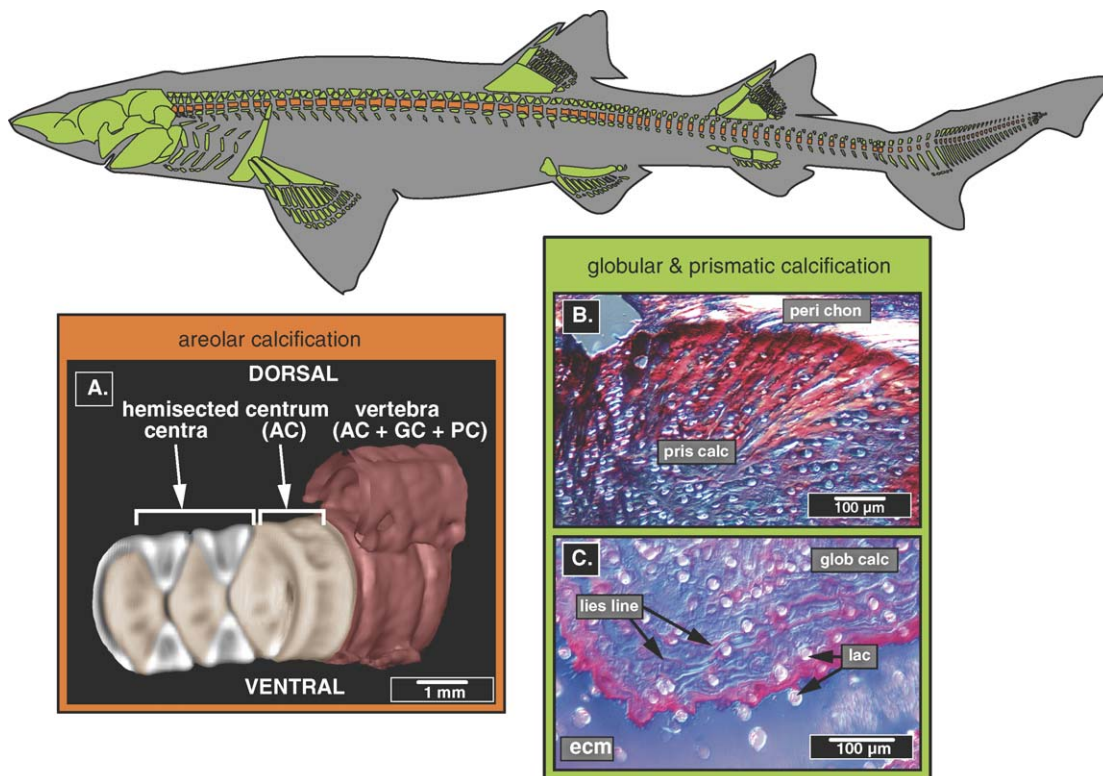 globular & prismatic calcification
B.
peri chon
pris calc
100 µm
C.
glob calc
lies line
lac
ecm
100 µm
areolar calcification
A.
DORSAL
hemisected centrum vertebra
centra (AC) (AC + GC + PC)
VENTRAL
1 mm